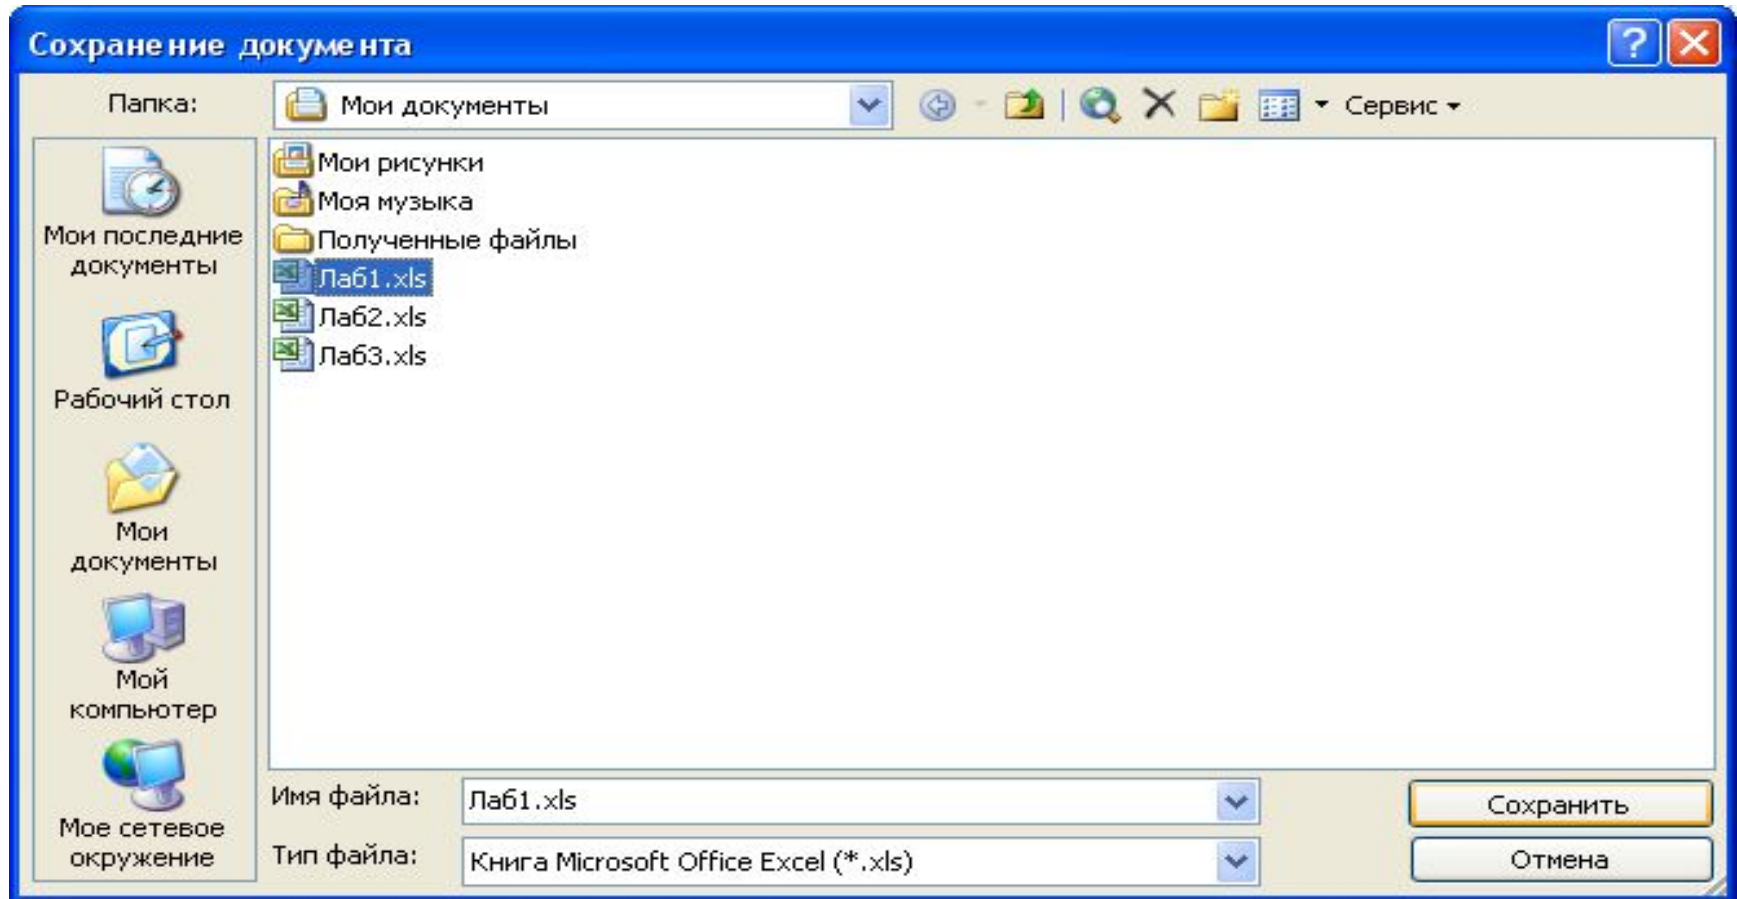 Сохранение документа
Папка:
Мои документы
Сервис
Мои последние
документы
Рабочий стол
Мои
документы
Мой
компьютер
Мое сетевое
окружение
Мои рисунки
Моя музыка
Полученные файлы
Лаб1.xls
Лаб2.xls
Лаб3.xls
Имя файла:
Лаб1.xls
Сохранить
Тип файла:
Книга Microsoft Office Excel (*.xls)
Отмена